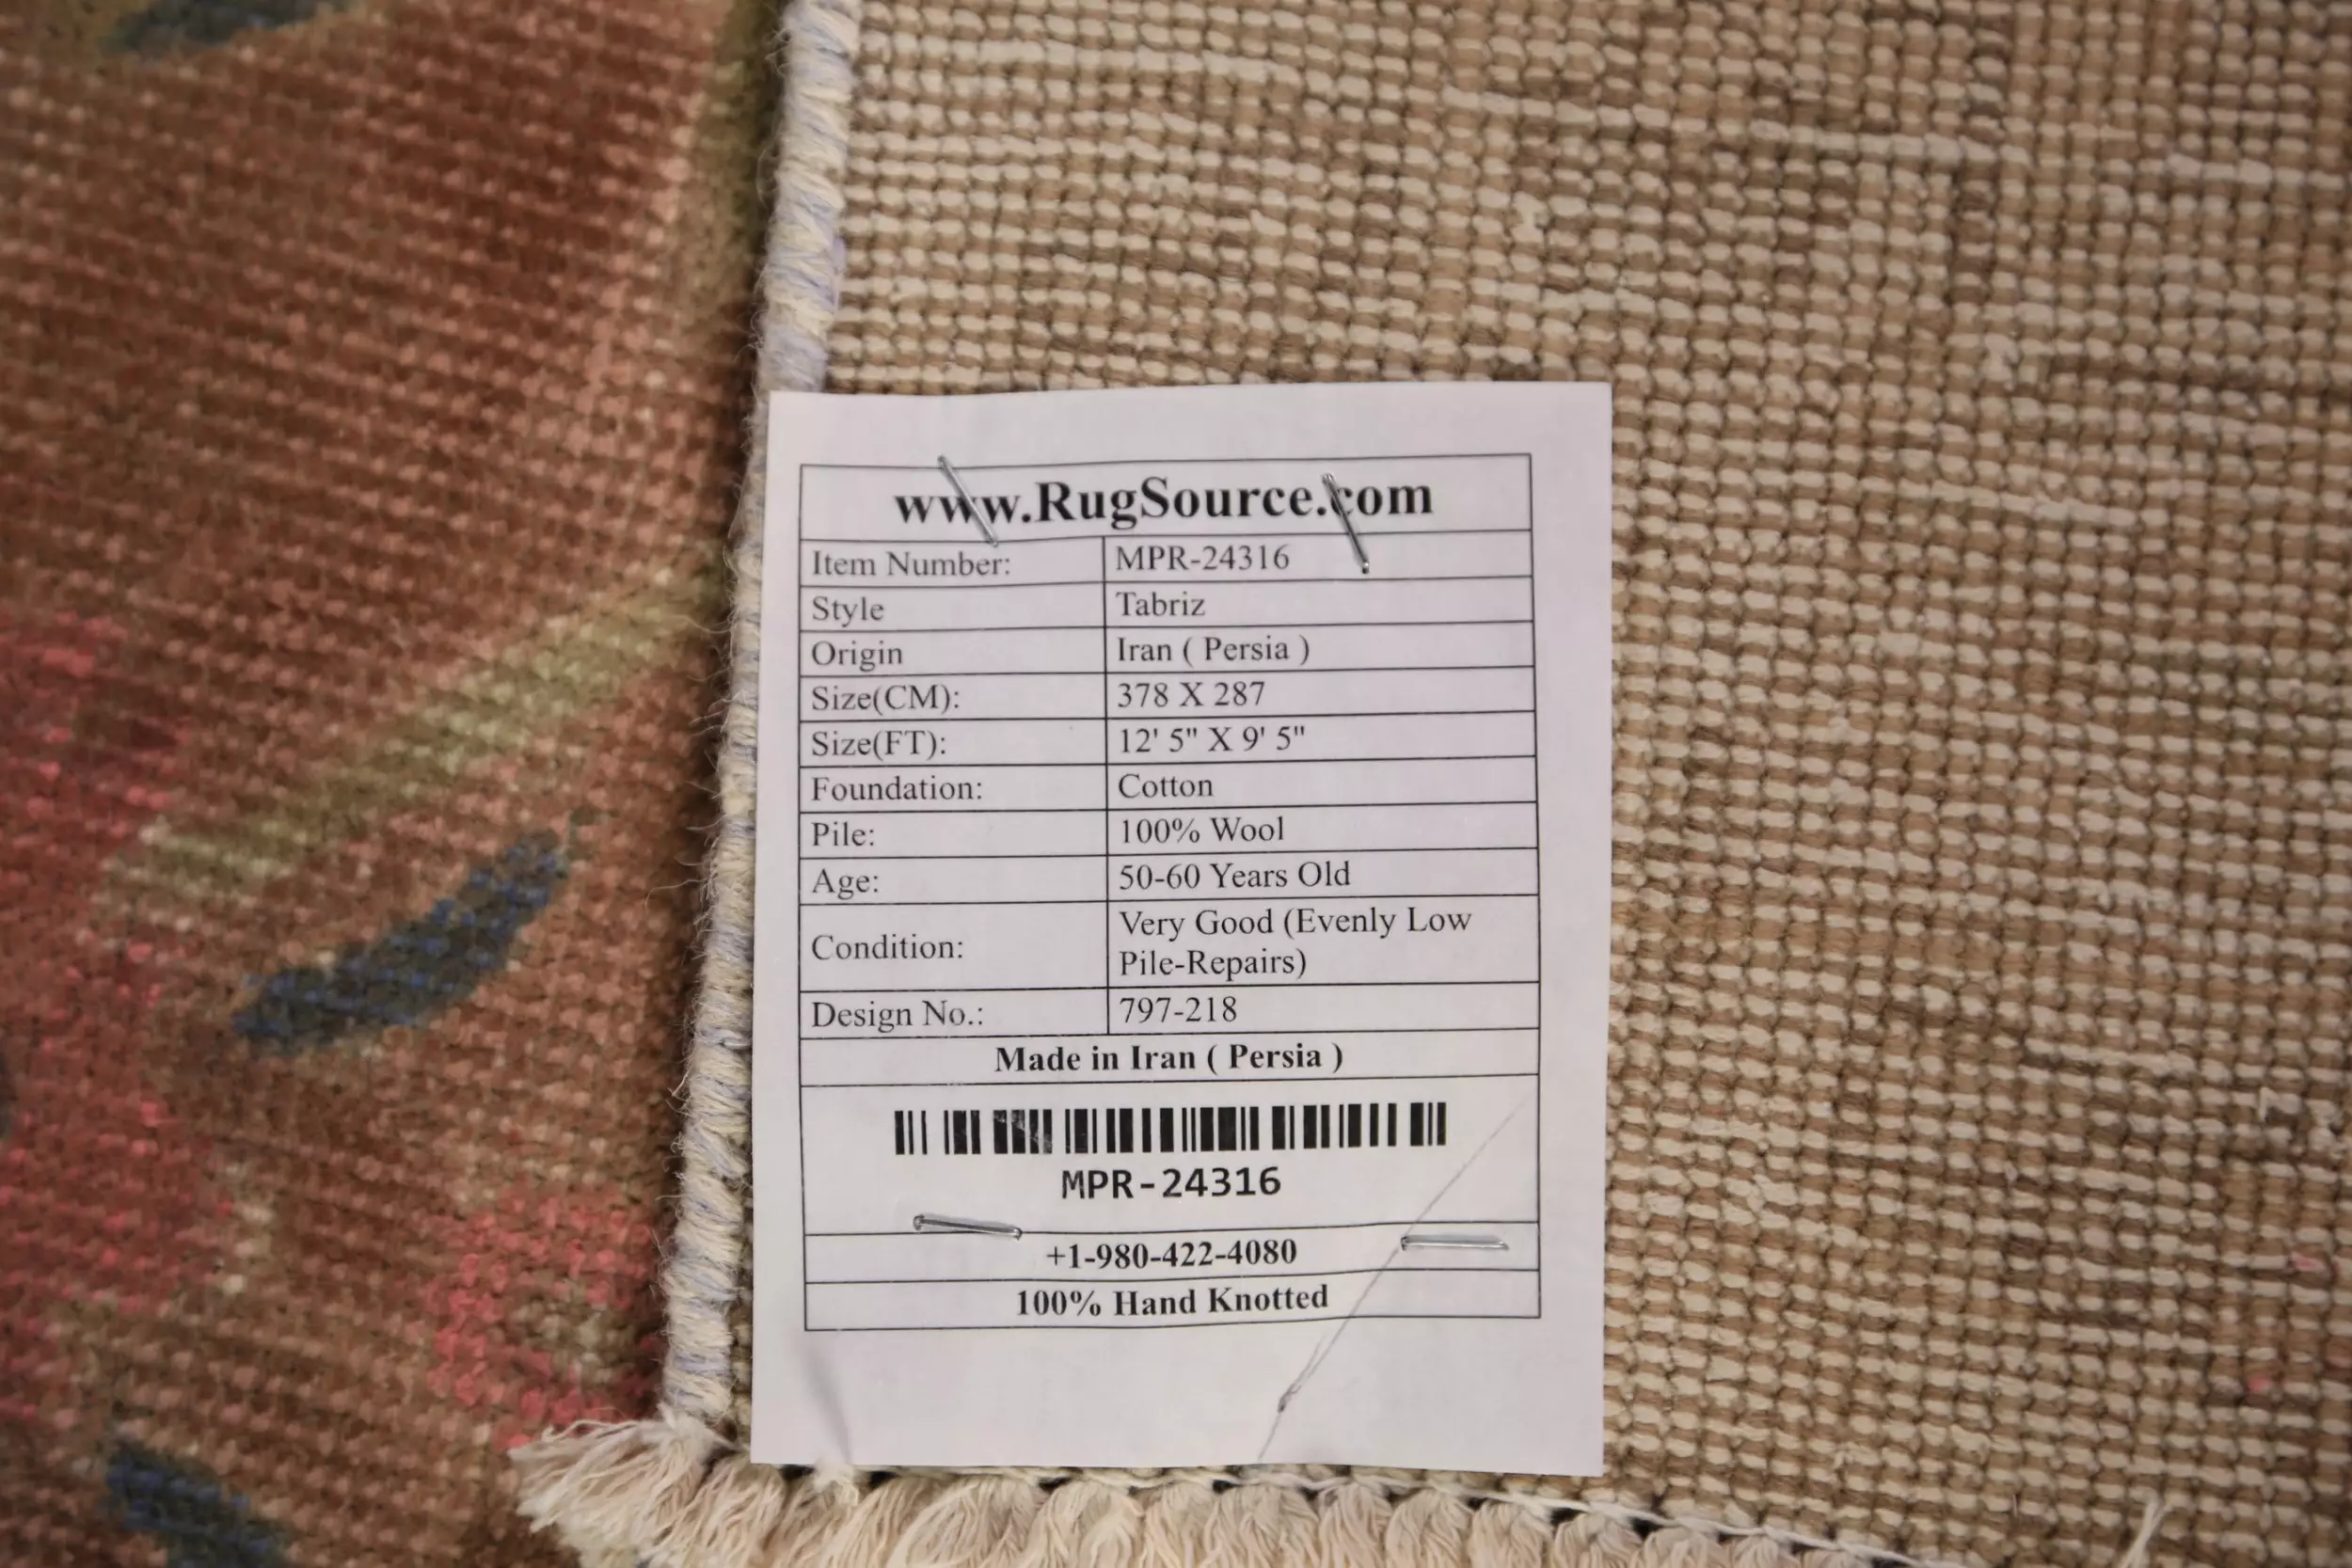 www.RugSource.com
Item Number: MPR-24316
Style Tabriz
Origin Iran ( Persia )
Size(CM): 378 X 287
Size(FT): 12' 5" X 9' 5"
Foundation: Cotton
Pile: 100% Wool
Age: 50-60 Years Old
Condition: Very Good (Evenly Low
Pile-Repairs)
Design No.: 797-218
Made in Iran ( Persia )
MPR-24316
+1-980-422-4080
100% Hand Knotted